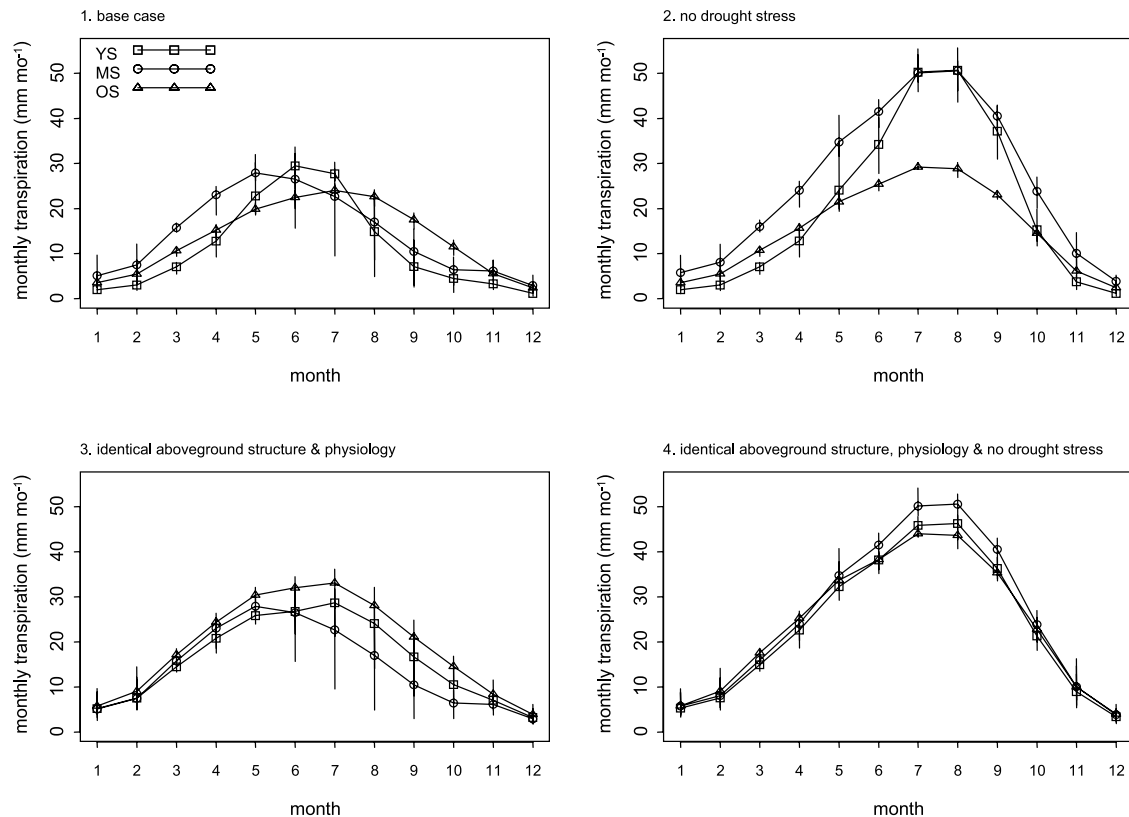 1. base case
monthly transpiration (mm mo⁻¹)
50
40
30
20
10
0
YS
MS
OS
1 2 3 4 5 6 7 8 9 10 11 12
month
2. no drought stress
monthly transpiration (mm mo⁻¹)
50
40
30
20
10
0
1 2 3 4 5 6 7 8 9 10 11 12
month
3. identical aboveground structure & physiology
monthly transpiration (mm mo⁻¹)
50
40
30
20
10
0
1 2 3 4 5 6 7 8 9 10 11 12
month
4. identical aboveground structure, physiology & no drought stress
monthly transpiration (mm mo⁻¹)
50
40
30
20
10
0
1 2 3 4 5 6 7 8 9 10 11 12
month